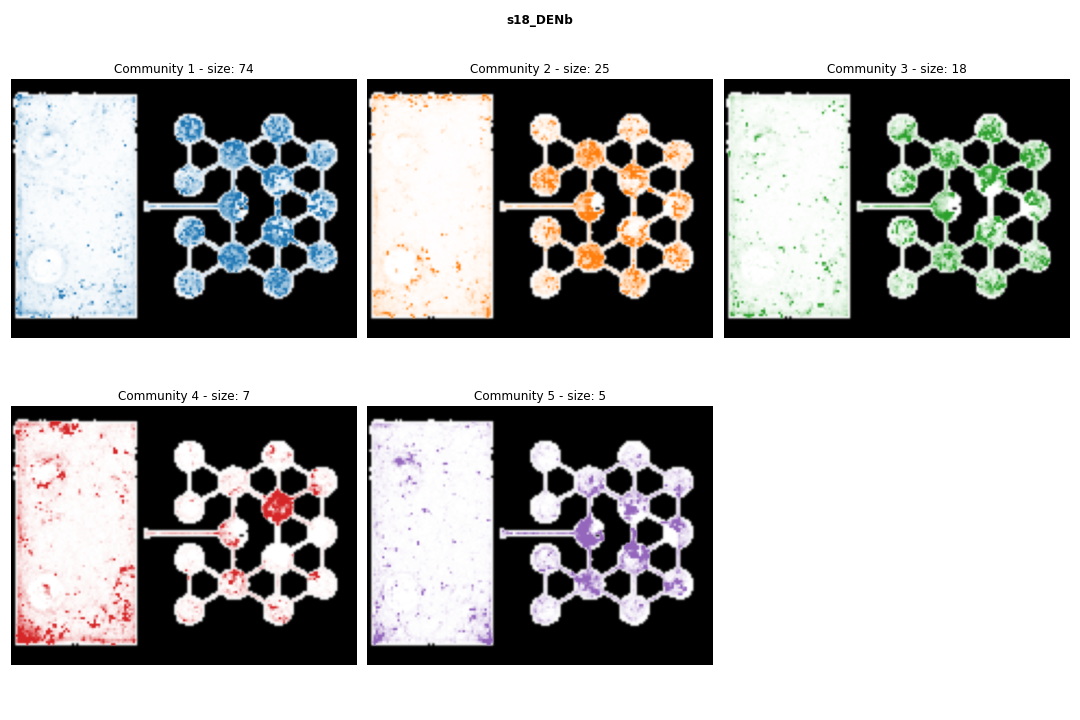 s18_DENb
Community 1 - size: 74
Community 2 - size: 25
Community 3 - size: 18
Community 4 - size: 7
Community 5 - size: 5